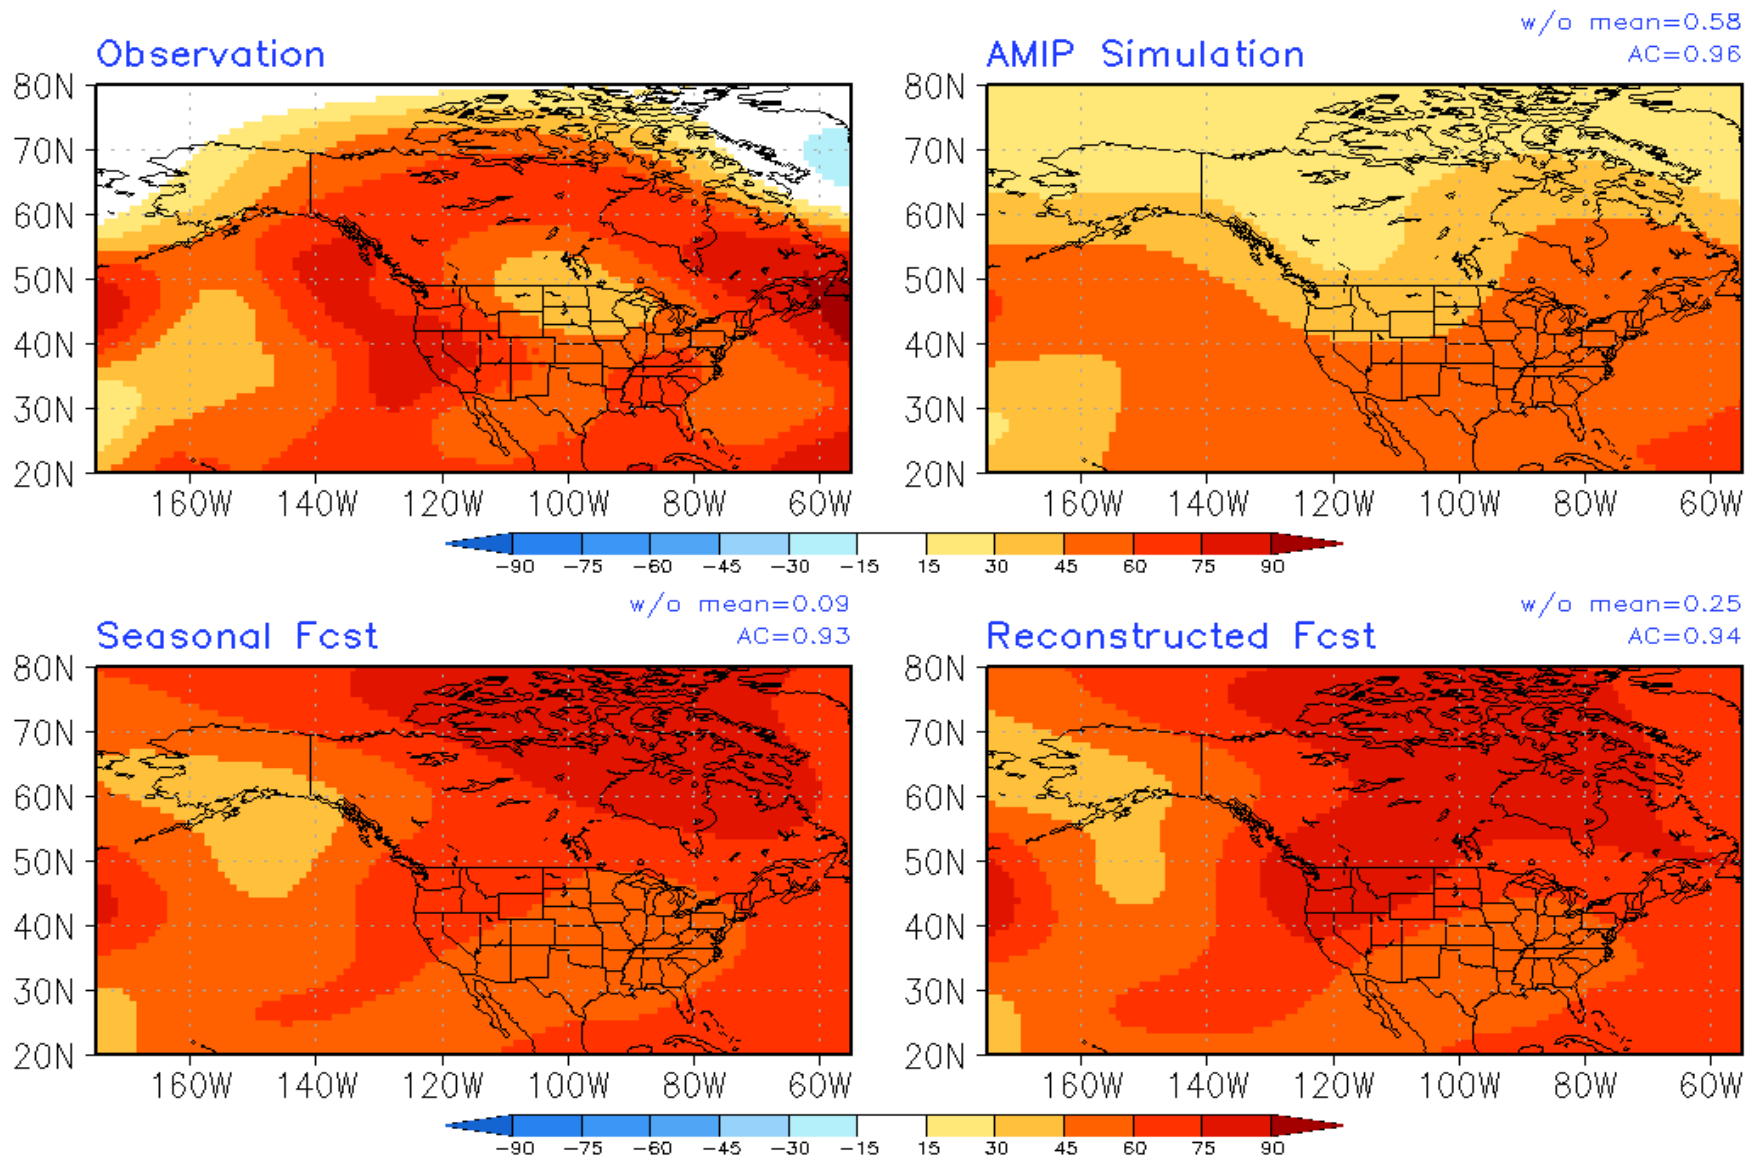 w/o mean=0.58
Observation
AMIP Simulation
AC=0.96
80N
70N
60N
50N
40N
30N
20N
160W 140W 120W 100W 80W 60W
80N
70N
60N
50N
40N
30N
20N
160W 140W 120W 100W 80W 60W
-90 -75 -60 -45 -30 -15 15 30 45 60 75 90
w/o mean=0.09
Seasonal Fcst
AC=0.93
w/o mean=0.25
Reconstructed Fcst
AC=0.94
80N
70N
60N
50N
40N
30N
20N
160W 140W 120W 100W 80W 60W
80N
70N
60N
50N
40N
30N
20N
160W 140W 120W 100W 80W 60W
-90 -75 -60 -45 -30 -15 15 30 45 60 75 90